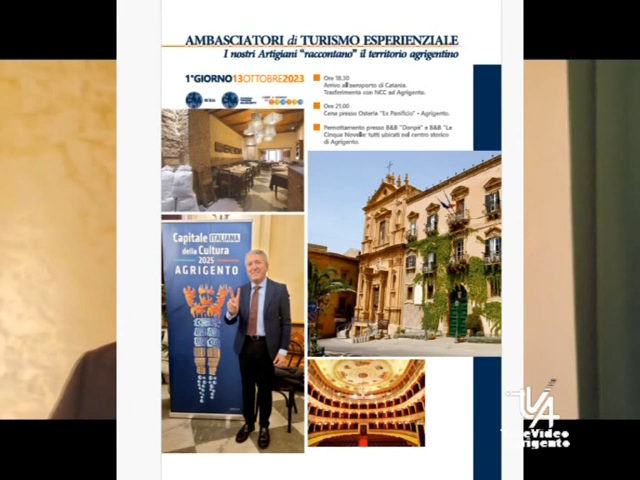 AMBASCIATORI di TURISMO ESPERIENZIALE
I nostri Artigiani "raccontano" il territorio agrigentino
1°GIORNO13OTTOBRE2023
Ore 18.30
Arrivo all'aeroporto di Catania.
Trasferimento con NCC ad Agrigento.
Ore 21.00
Cena presso Osteria "Ex Panificio" - Agrigento.
Pernottamento presso B&B "Danpà" e B&B "Le
Cinque Novelle: tutti ubicati nel centro storico
di Agrigento.
Capitale ITALIANA
della Cultura
2025
AGRIGENTO
TeleVideo
Agrigento